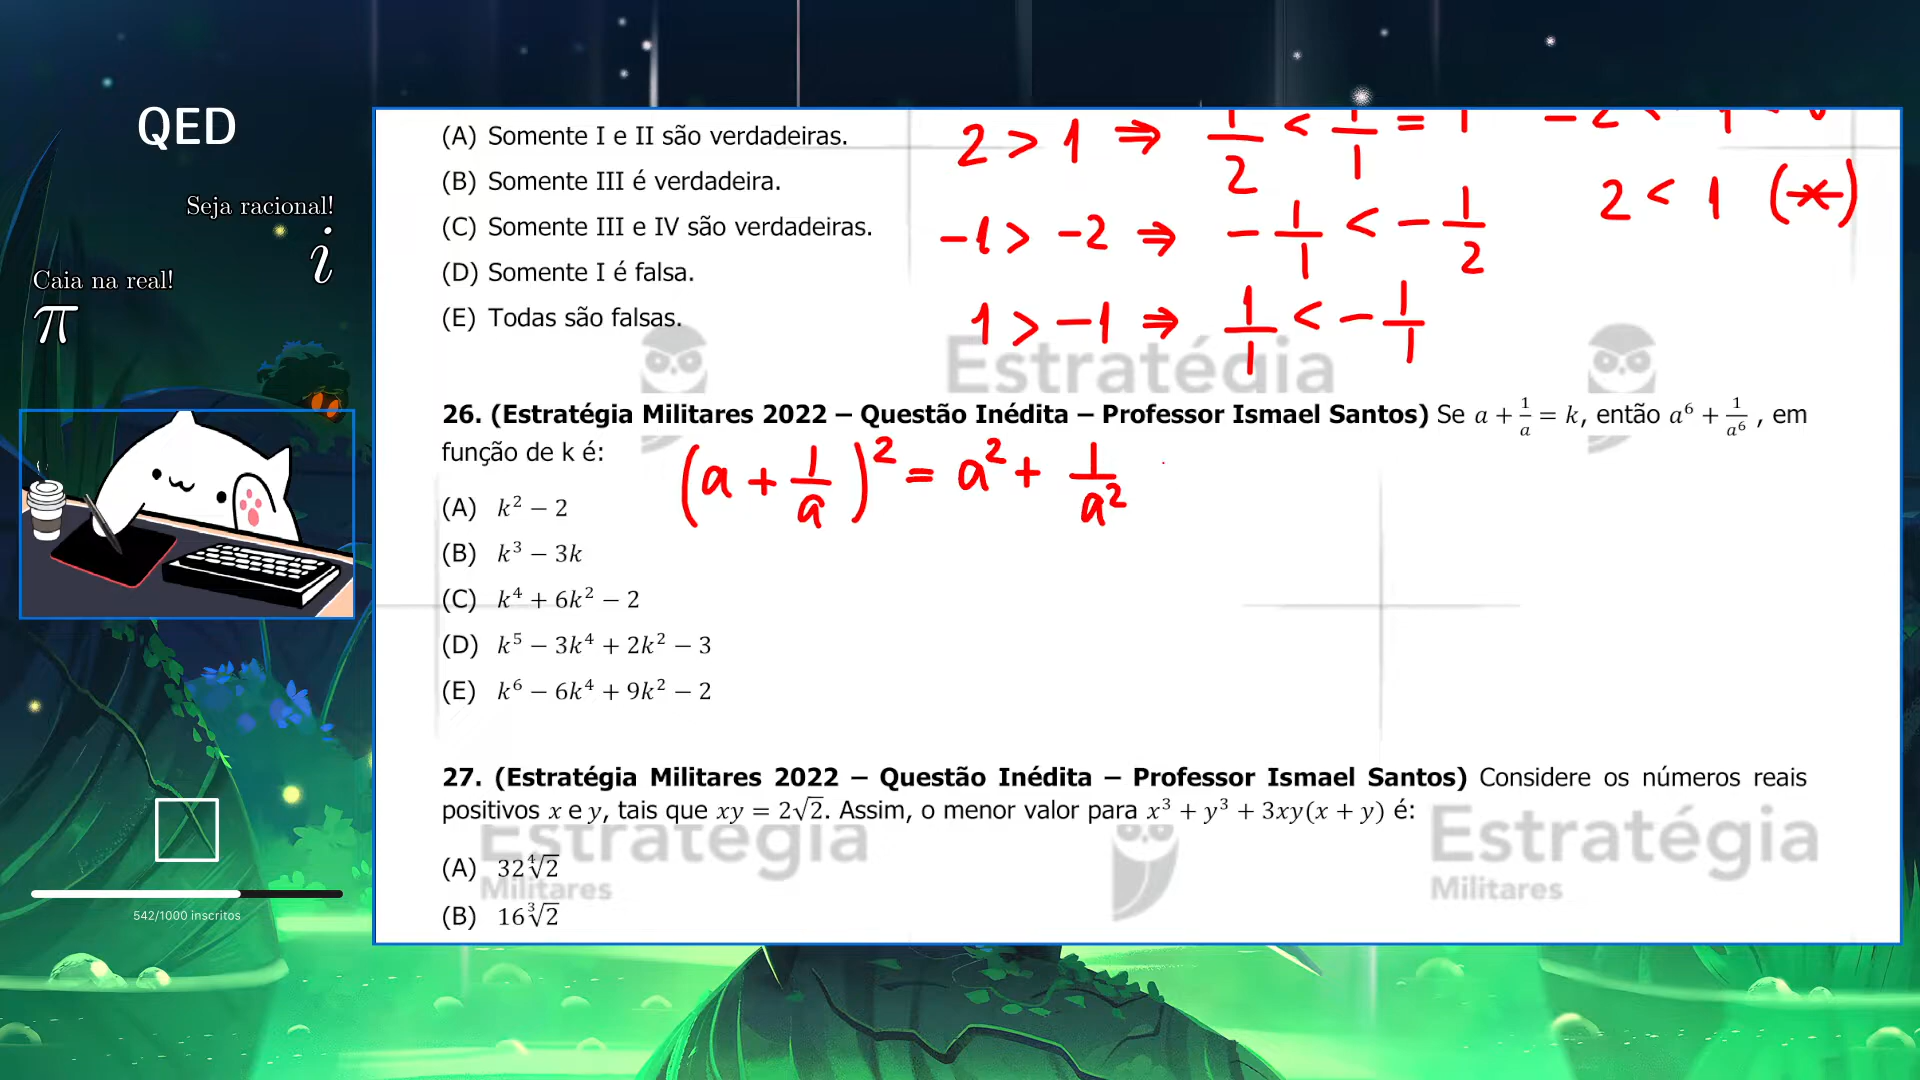 QED
Seja racional!
i
Caia na real!
π
542/1000 inscritos
(A) Somente I e II são verdadeiras.
(B) Somente III é verdadeira.
(C) Somente III e IV são verdadeiras.
(D) Somente I é falsa.
(E) Todas são falsas.
2 > 1 ⇒ 1/2 < 1/1 = 1
2 < 1 (*)
-1 > -2 ⇒ -1/1 < -1/2
1 > -1 ⇒ 1/1 < -1/1
Estratégia
26. (Estratégia Militares 2022 – Questão Inédita – Professor Ismael Santos) Se a + 1/a = k, então a⁶ + 1/a⁶ , em
função de k é:
(a + 1/a)² = a² + 1/a²
(A) k² − 2
(B) k³ − 3k
(C) k⁴ + 6k² − 2
(D) k⁵ − 3k⁴ + 2k² − 3
(E) k⁶ − 6k⁴ + 9k² − 2
27. (Estratégia Militares 2022 – Questão Inédita – Professor Ismael Santos) Considere os números reais
positivos x e y, tais que xy = 2√2. Assim, o menor valor para x³ + y³ + 3xy(x + y) é:
Estratégia
Militares
Estratégia
Militares
(A) 32∜2
(B) 16∛2